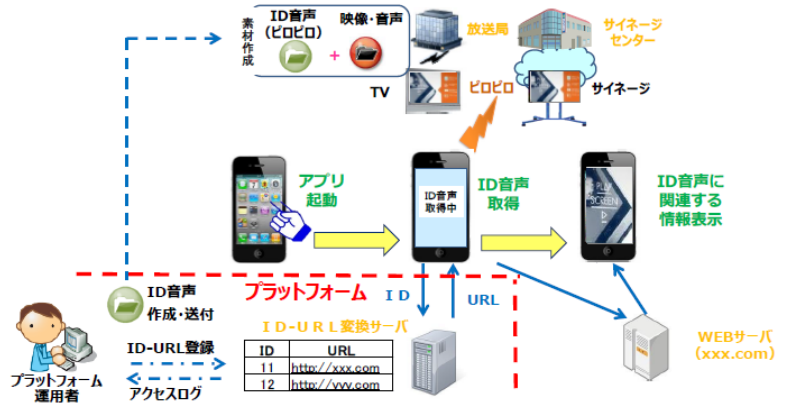 素材作成
ID音声
(ピロピロ)
映像・音声
+
放送局
サイネージ
センター
TV
ピロピロ
サイネージ
アプリ
起動
ID音声
取得中
ID音声
取得
PLAY
SCREEN
ID音声に
関連する
情報表示
ID音声
作成・送付
プラットフォーム
ID
URL
ID-URL変換サーバ
ID-URL登録
アクセスログ
ID URL
11 http://xxx.com
12 http://yyy.com
プラットフォーム
運用者
WEBサーバ
(xxx.com)